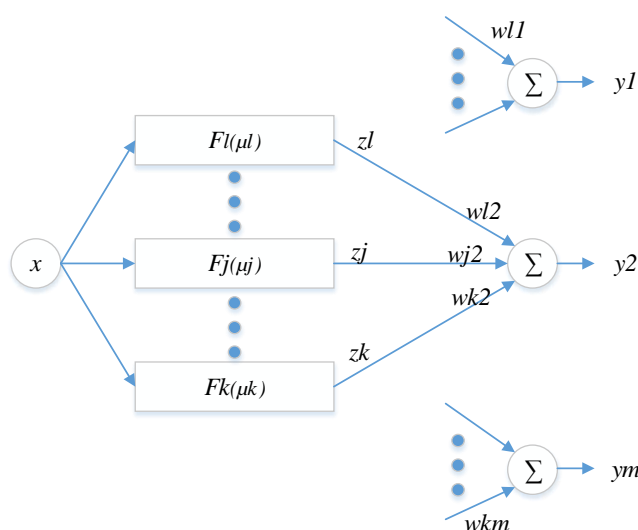 wl1
∑
y1
Fl(μl)
zl
wl2
x
Fj(μj)
zj
wj2
∑
y2
wk2
zk
Fk(μk)
∑
ym
wkm